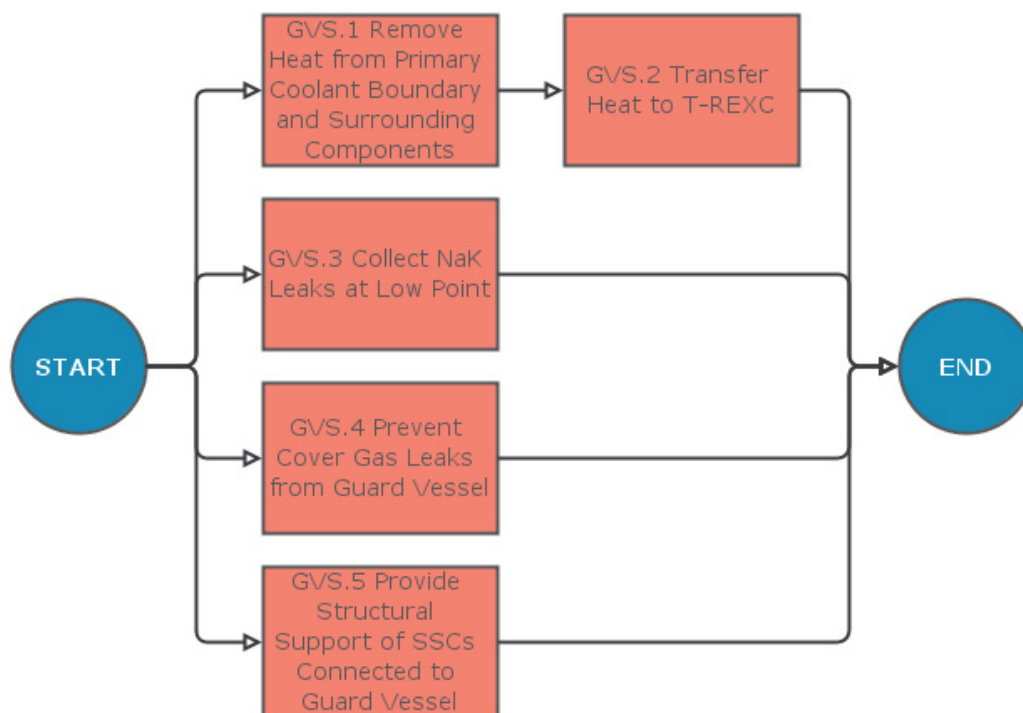 START
GVS.1 Remove
Heat from Primary
Coolant Boundary
and Surrounding
Components
GVS.2 Transfer
Heat to T-REXC
GVS.3 Collect NaK
Leaks at Low Point
GVS.4 Prevent
Cover Gas Leaks
from Guard Vessel
GVS.5 Provide
Structural
Support of SSCs
Connected to
Guard Vessel
END